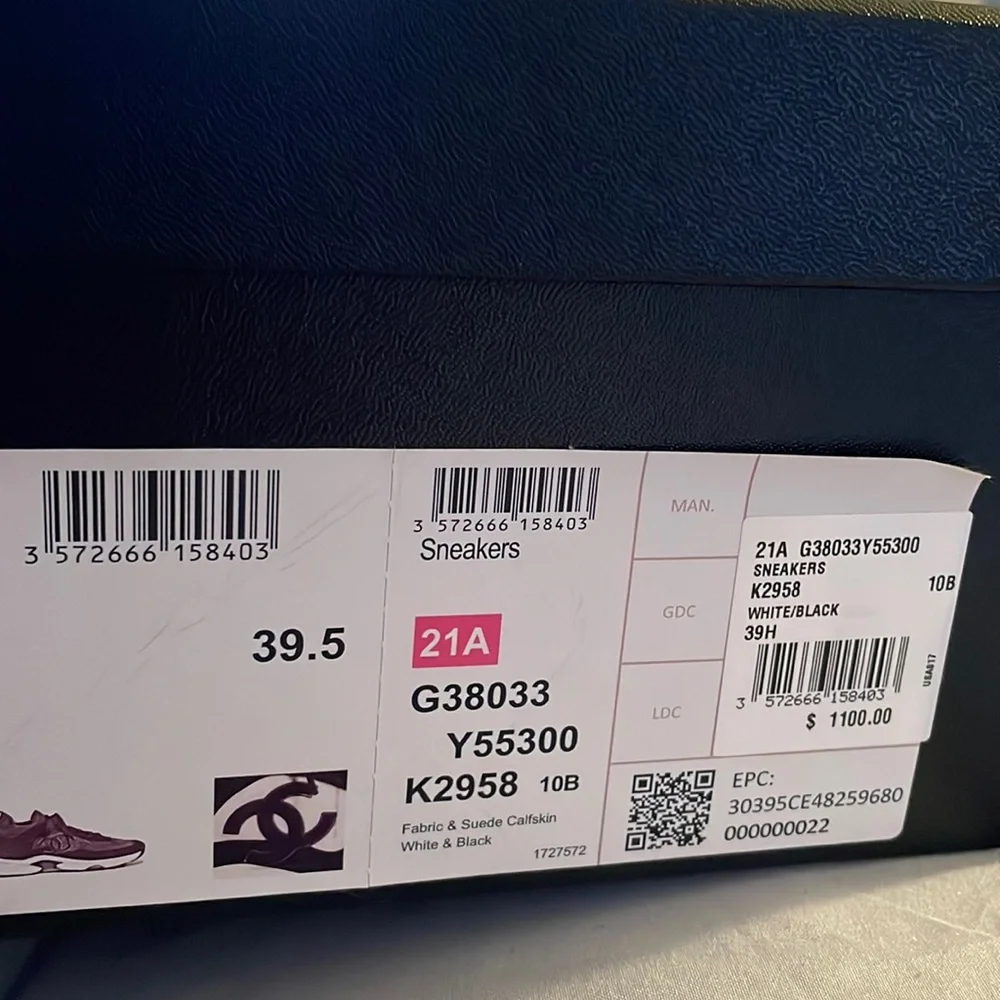 3 572666 158403
39.5
3 572666 158403
Sneakers
21A
G38033
Y55300
K2958 10B
Fabric & Suede Calfskin
White & Black
1727572
MAN.
GDC
LDC
21A G38033Y55300
SNEAKERS
K2958 10B
WHITE/BLACK
39H
3 572666 158403
USA817
$ 1100.00
EPC:
30395CE48259680
000000022